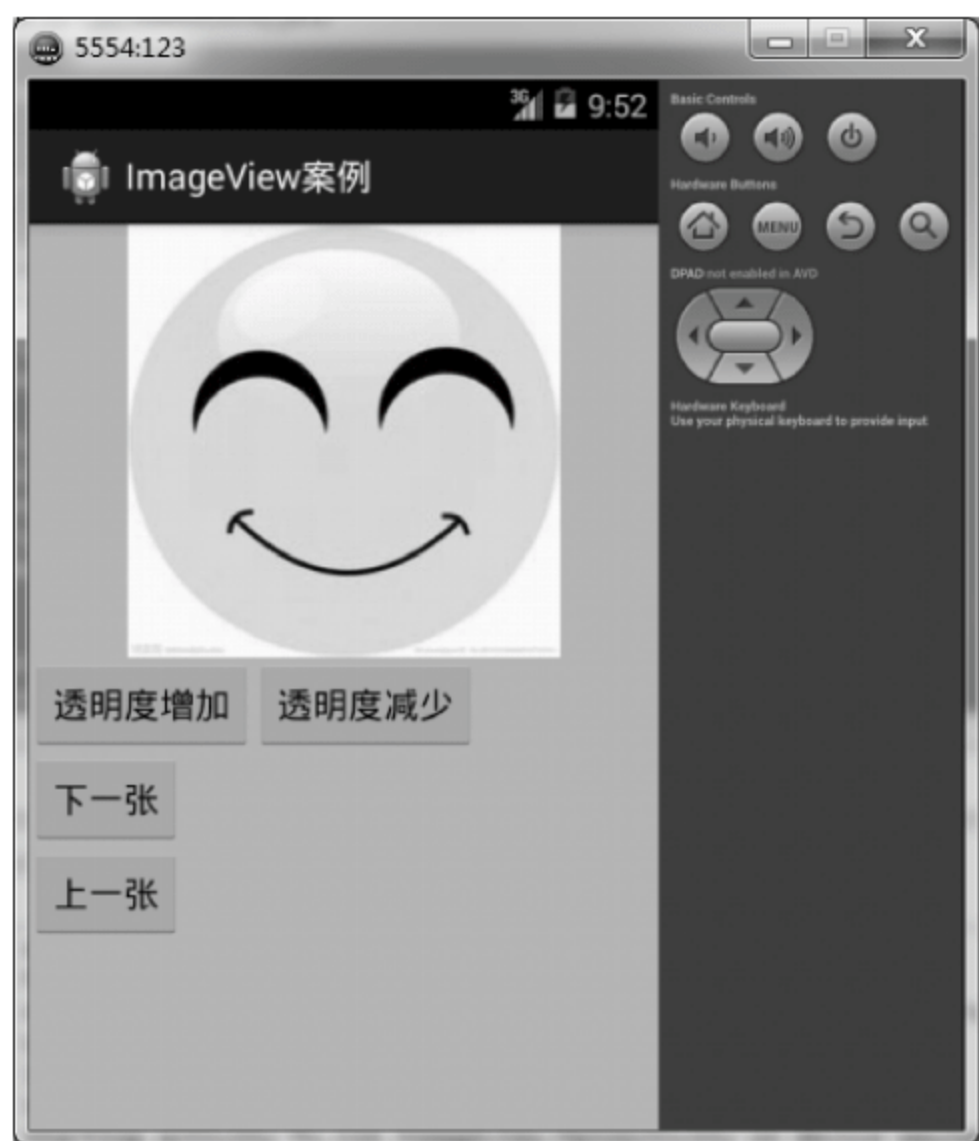 5554:123
3G 9:52
ImageView案例
透明度增加 透明度减少
下一张
上一张
Basic Controls
Hardware Buttons
MENU
DPAD not enabled in AVD
Hardware Keyboard
Use your physical keyboard to provide input